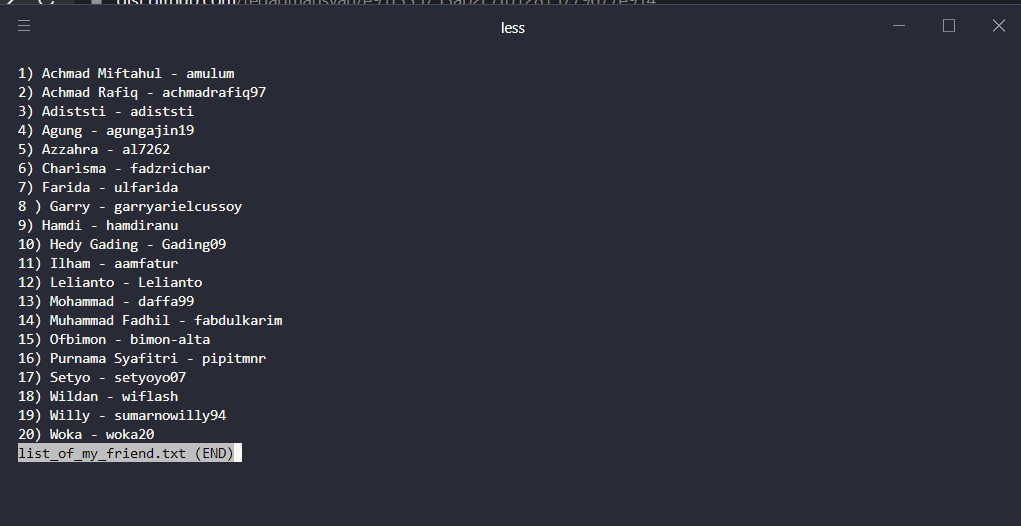 less
1) Achmad Miftahul - amulum
2) Achmad Rafiq - achmadrafiq97
3) Adiststi - adiststi
4) Agung - agungajin19
5) Azzahra - al7262
6) Charisma - fadzrichar
7) Farida - ulfarida
8 ) Garry - garryarielcussoy
9) Hamdi - hamdiranu
10) Hedy Gading - Gading09
11) Ilham - aamfatur
12) Lelianto - Lelianto
13) Mohammad - daffa99
14) Muhammad Fadhil - fabdulkarim
15) Ofbimon - bimon-alta
16) Purnama Syafitri - pipitmnr
17) Setyo - setyoyo07
18) Wildan - wiflash
19) Willy - sumarnowilly94
20) Woka - woka20
list_of_my_friend.txt (END)